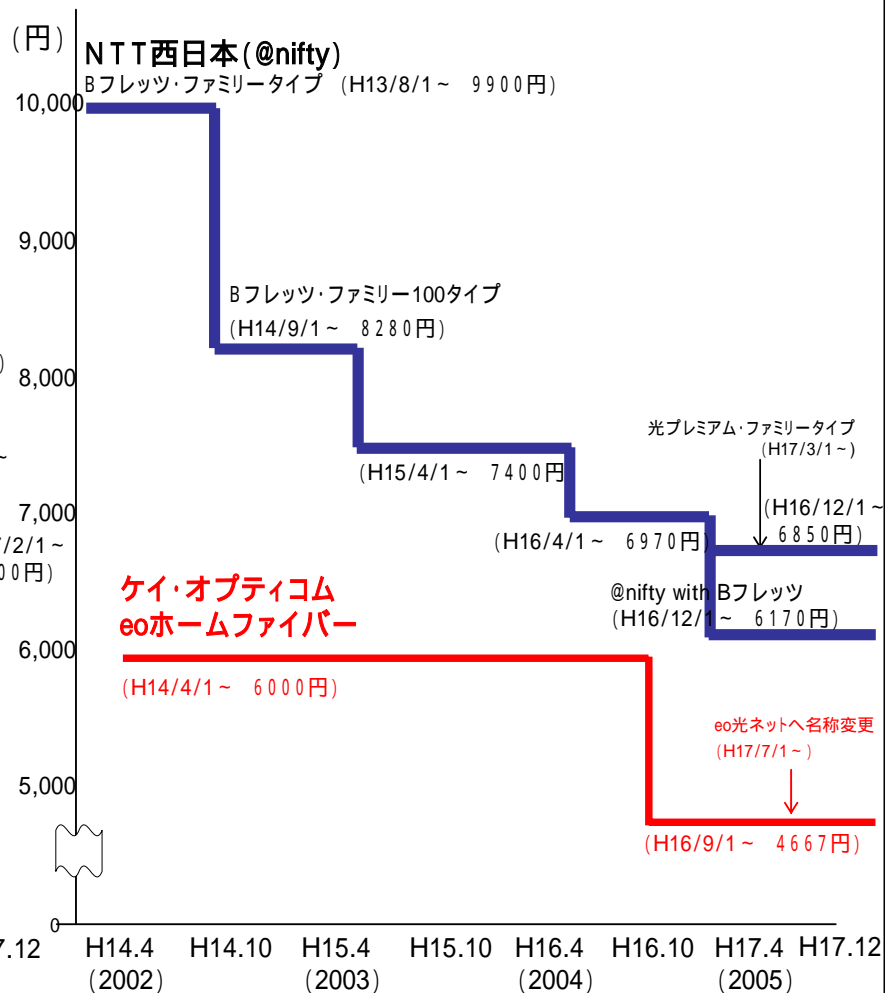 (円)
NTT西日本(@nifty)
Bフレッツ･ファミリータイプ (H13/8/1~ 9900円)
10,000
9,000
Bフレッツ･ファミリー100タイプ
(H14/9/1~ 8280円)
)
8,000
光プレミアム･ファミリータイプ
(H17/3/1~)
~
(H15/4/1~ 7400円
7,000
(H16/12/1~
6850円)
(H16/4/1~ 6970円)
/2/1~
00円)
ケイ･オプティコム
eoホームファイバー
@nifty with Bフレッツ
(H16/12/1~ 6170円)
6,000
(H14/4/1~ 6000円)
eo光ネットへ名称変更
(H17/7/1~)
5,000
(H16/9/1~ 4667円)
0
7.12 H14.4 H14.10 H15.4 H15.10 H16.4 H16.10 H17.4 H17.12
(2002) (2003) (2004) (2005)